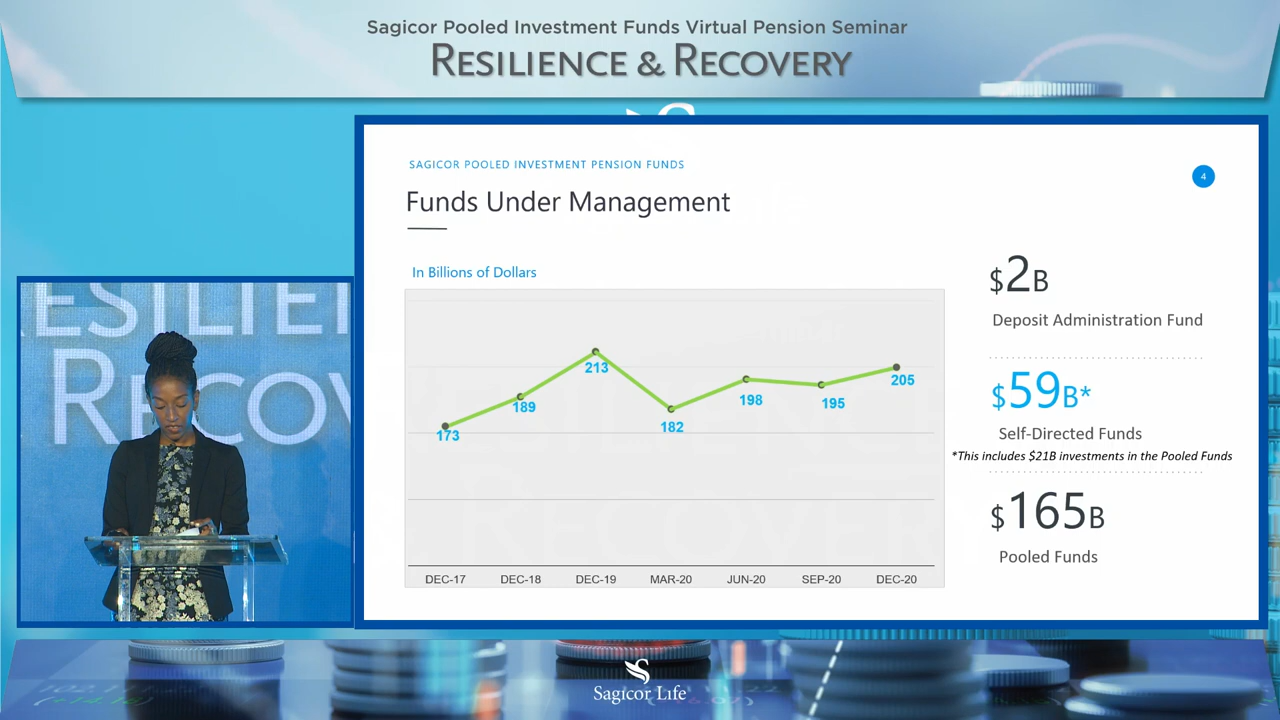 Sagicor Pooled Investment Funds Virtual Pension Seminar
RESILIENCE & RECOVERY
SAGICOR POOLED INVESTMENT PENSION FUNDS
4
Funds Under Management
In Billions of Dollars
173
189
213
182
198
195
205
DEC-17 DEC-18 DEC-19 MAR-20 JUN-20 SEP-20 DEC-20
$2B
Deposit Administration Fund
$59B*
Self-Directed Funds
*This includes $21B investments in the Pooled Funds
$165B
Pooled Funds
ESILIE
RECOV
Sagicor Life